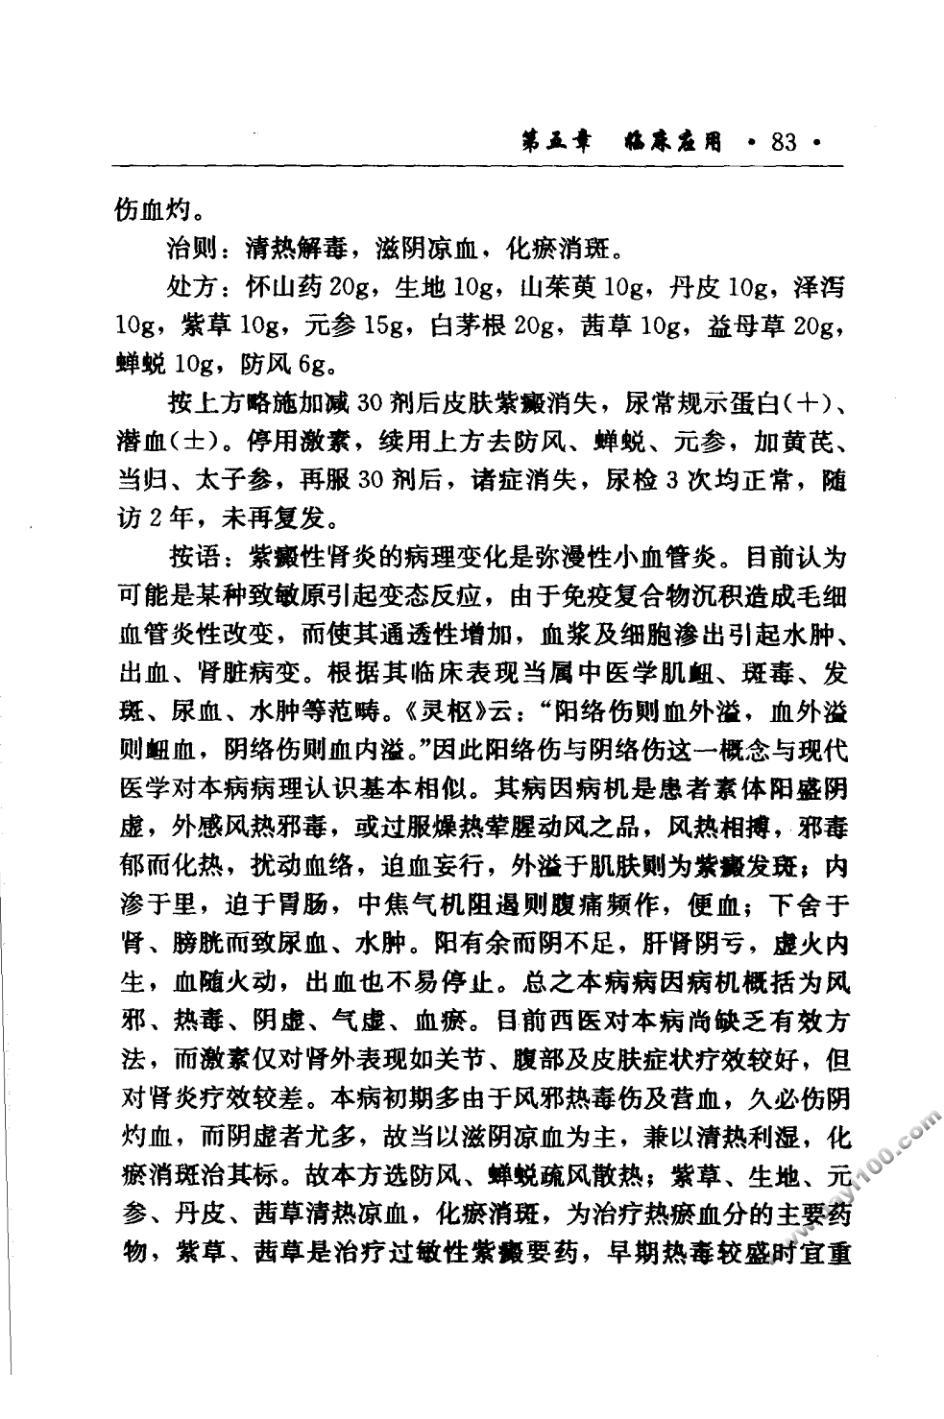 第五章　临床应用 · 83 ·
伤血灼。
治则：清热解毒，滋阴凉血，化瘀消斑。
处方：怀山药 20g，生地 10g，山茱萸 10g，丹皮 10g，泽泻
10g，紫草 10g，元参 15g，白茅根 20g，茜草 10g，益母草 20g，
蝉蜕 10g，防风 6g。
按上方略施加减 30 剂后皮肤紫癜消失，尿常规示蛋白(＋)、
潜血(±)。停用激素，续用上方去防风、蝉蜕、元参，加黄芪、
当归、太子参，再服 30 剂后，诸症消失，尿检 3 次均正常，随
访 2 年，未再复发。
按语：紫癜性肾炎的病理变化是弥漫性小血管炎。目前认为
可能是某种致敏原引起变态反应，由于免疫复合物沉积造成毛细
血管炎性改变，而使其通透性增加，血浆及细胞渗出引起水肿、
出血、肾脏病变。根据其临床表现当属中医学肌衄、斑毒、发
斑、尿血、水肿等范畴。《灵枢》云：“阳络伤则血外溢，血外溢
则衄血，阴络伤则血内溢。”因此阳络伤与阴络伤这一概念与现代
医学对本病病理认识基本相似。其病因病机是患者素体阳盛阴
虚，外感风热邪毒，或过服燥热荤腥动风之品，风热相搏，邪毒
郁而化热，扰动血络，迫血妄行，外溢于肌肤则为紫癜发斑；内
渗于里，迫于胃肠，中焦气机阻遏则腹痛频作，便血；下舍于
肾、膀胱而致尿血、水肿。阳有余而阴不足，肝肾阴亏，虚火内
生，血随火动，出血也不易停止。总之本病病因病机概括为风
邪、热毒、阴虚、气虚、血瘀。目前西医对本病尚缺乏有效方
法，而激素仅对肾外表现如关节、腹部及皮肤症状疗效较好，但
对肾炎疗效较差。本病初期多由于风邪热毒伤及营血，久必伤阴
灼血，而阴虚者尤多，故当以滋阴凉血为主，兼以清热利湿，化
瘀消斑治其标。故本方选防风、蝉蜕疏风散热；紫草、生地、元
参、丹皮、茜草清热凉血，化瘀消斑，为治疗热瘀血分的主要药
物，紫草、茜草是治疗过敏性紫癜要药，早期热毒较盛时宜重